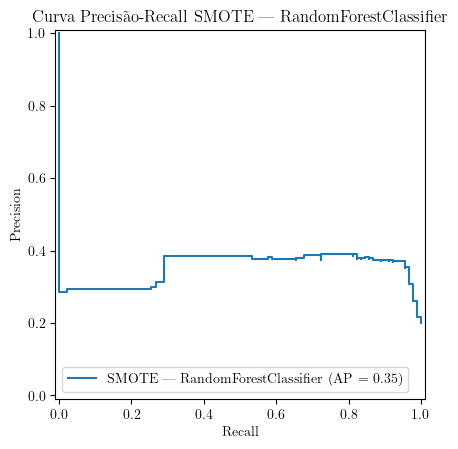 Curva Precisão-Recall SMOTE — RandomForestClassifier
1.0
0.8
0.6
0.4
0.2
0.0
Precision
SMOTE — RandomForestClassifier (AP = 0.35)
0.0 0.2 0.4 0.6 0.8 1.0
Recall